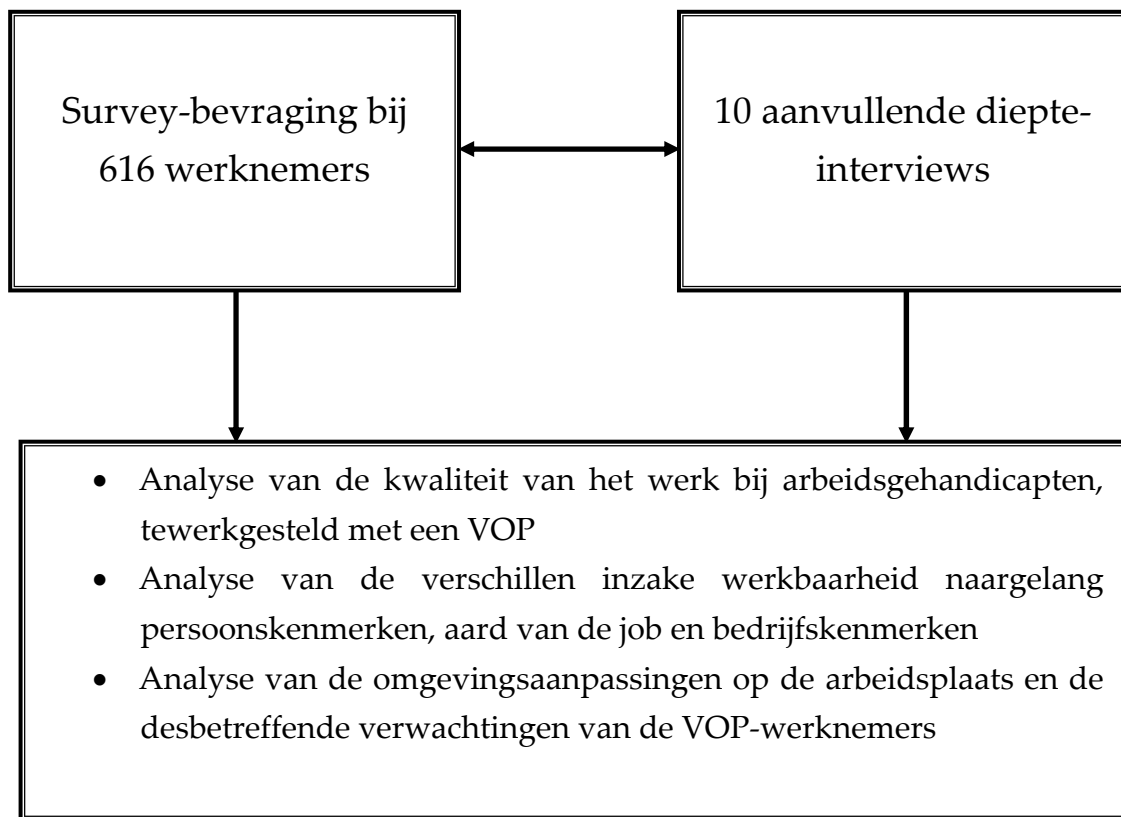 Survey-bevraging bij
616 werknemers
10 aanvullende diepte-
interviews
• Analyse van de kwaliteit van het werk bij arbeidsgehandicapten,
tewerkgesteld met een VOP
• Analyse van de verschillen inzake werkbaarheid naargelang
persoonskenmerken, aard van de job en bedrijfskenmerken
• Analyse van de omgevingsaanpassingen op de arbeidsplaats en de
desbetreffende verwachtingen van de VOP-werknemers